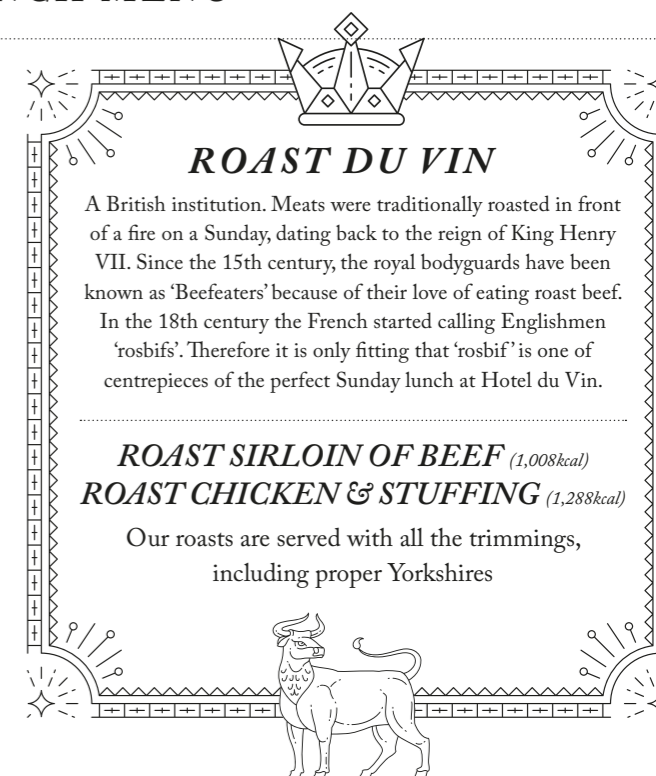 ROAST DU VIN
A British institution. Meats were traditionally roasted in front
of a fire on a Sunday, dating back to the reign of King Henry
VII. Since the 15th century, the royal bodyguards have been
known as ‘Beefeaters’ because of their love of eating roast beef.
In the 18th century the French started calling Englishmen
‘rosbifs’. Therefore it is only fitting that ‘rosbif’ is one of
centrepieces of the perfect Sunday lunch at Hotel du Vin.
ROAST SIRLOIN OF BEEF (1,008kcal)
ROAST CHICKEN & STUFFING (1,288kcal)
Our roasts are served with all the trimmings,
including proper Yorkshires